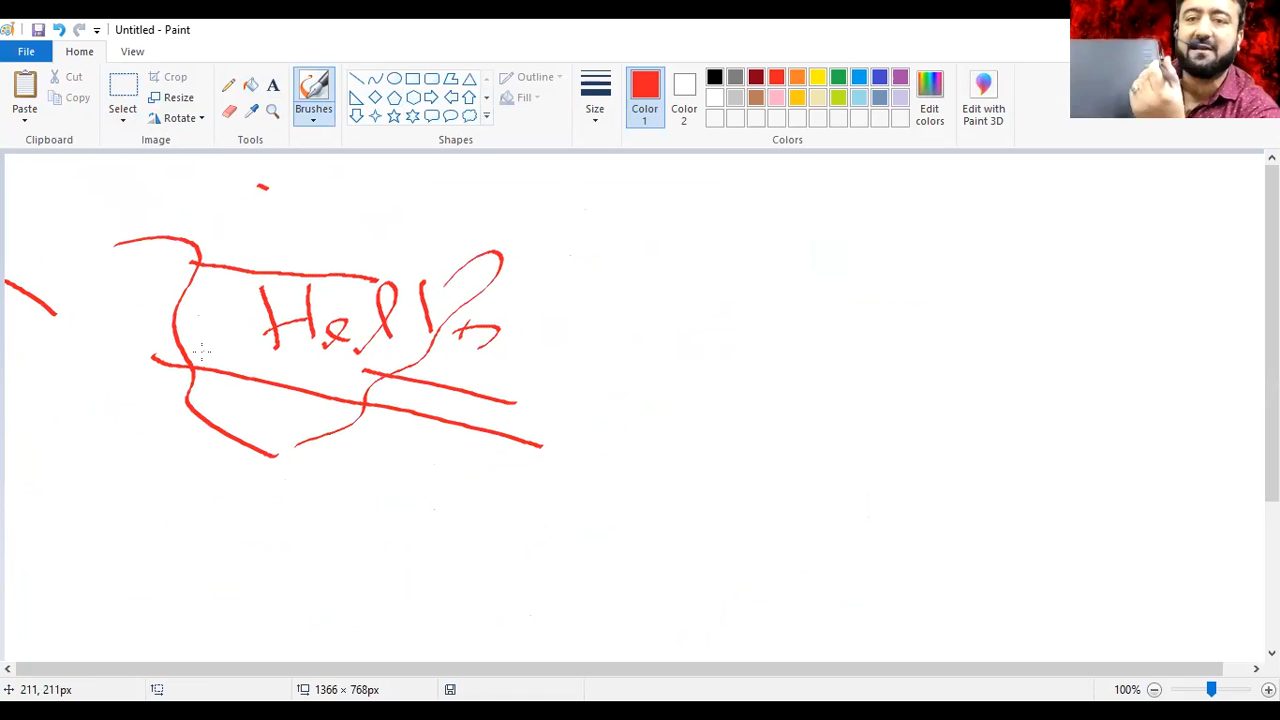 Untitled - Paint
File Home View
Paste
Cut
Copy
Clipboard
Select
Crop
Resize
Rotate
Image
Tools
Brushes
Shapes
Outline
Fill
Size
Color 1
Color 2
Edit colors
Edit with Paint 3D
Colors
211, 211px
1366 × 768px
100%